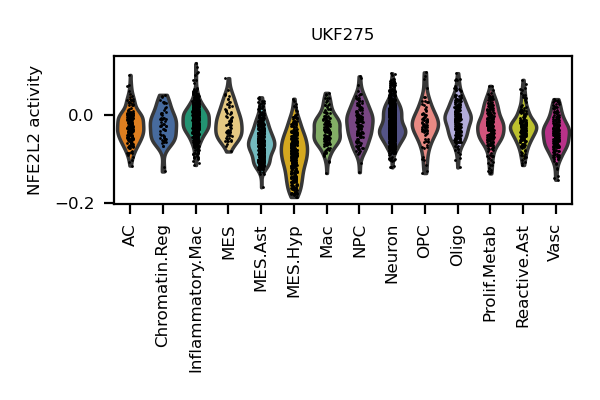 UKF275
NFE2L2 activity
0.0
−0.2
AC
Chromatin.Reg
Inflammatory.Mac
MES
MES.Ast
MES.Hyp
Mac
NPC
Neuron
OPC
Oligo
Prolif.Metab
Reactive.Ast
Vasc